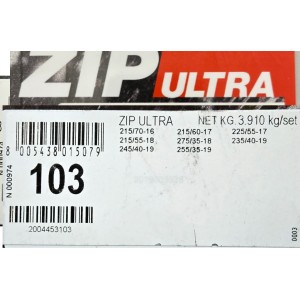 ZIP ULTRA
ZIP ULTRA NET KG. 3.910 kg/set
215/70-16 215/60-17 225/55-17
215/55-18 275/35-18 235/40-19
245/40-19 255/35-19
8 005438 015079
N 000974
103
2004453103
0003